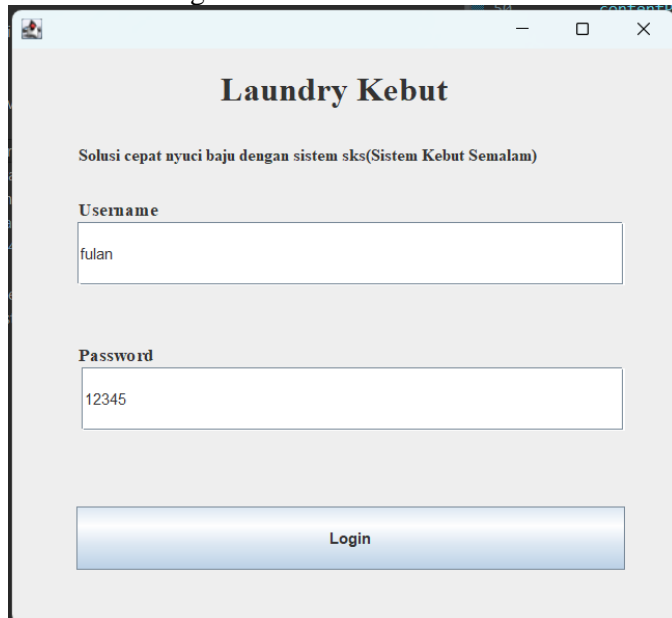 Laundry Kebut
Solusi cepat nyuci baju dengan sistem sks(Sistem Kebut Semalam)
Username
fulan
Password
12345
Login